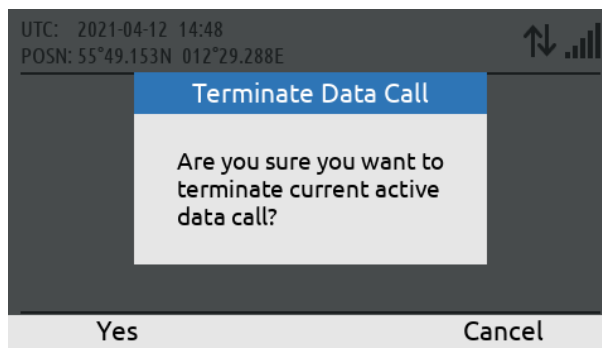 UTC: 2021-04-12 14:48
POSN: 55°49.153N 012°29.288E
Terminate Data Call
Are you sure you want to
terminate current active
data call?
Yes Cancel